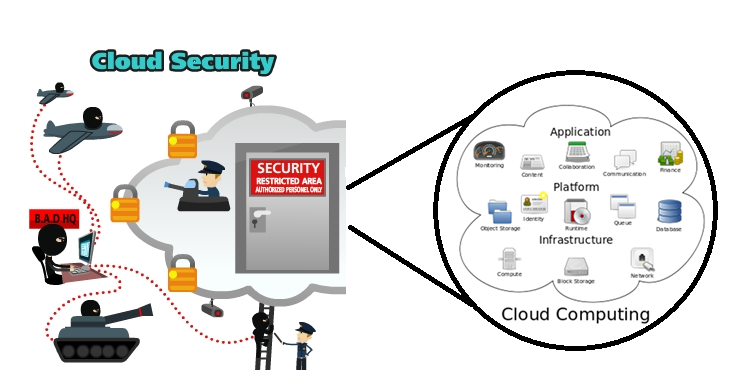 Cloud Security
B.A.D HQ
SECURITY
RESTRICTED AREA
AUTHORIZED PERSONEL ONLY
Application
Monitoring
Content
Collaboration
Communication
Finance
Platform
Object Storage
Identity
Runtime
Queue
Database
Infrastructure
Compute
Block Storage
Network
Cloud Computing